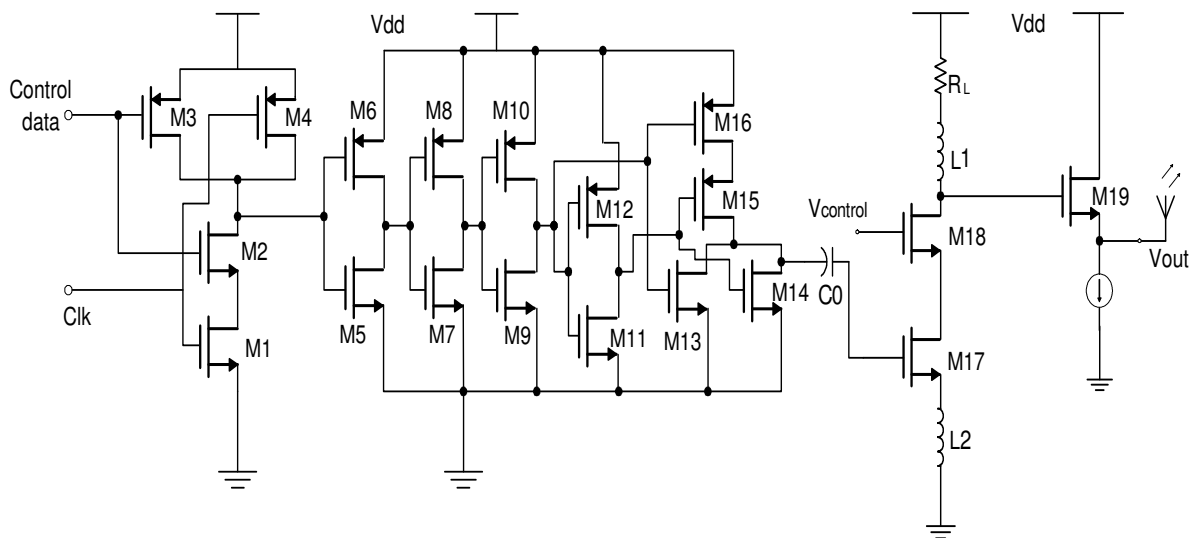 Vdd
Vdd
Control
data
M3
M4
M6
M8
M10
M16
RL
L1
M12
M15
M19
Vcontrol
M18
M2
Vout
Clk
M14
C0
M1
M5
M7
M9
M11
M13
M17
L2